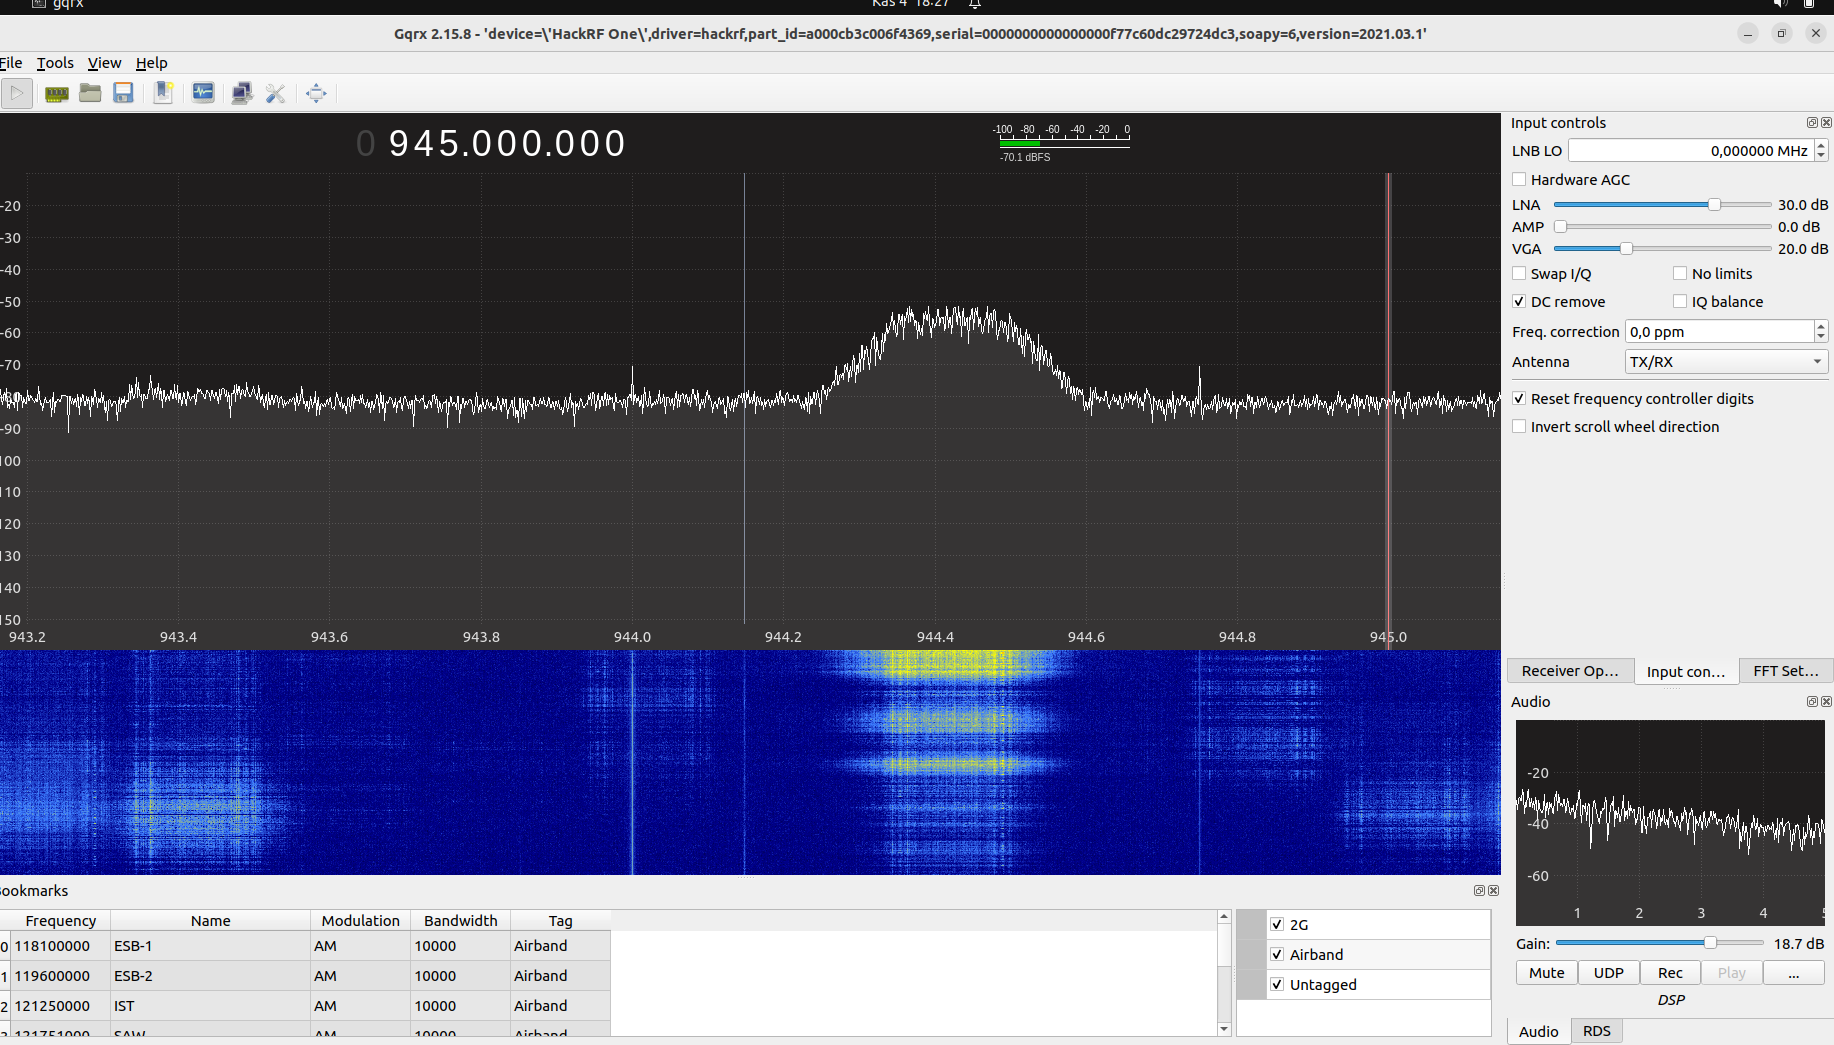 gqrx
Kas 4 18:27
Gqrx 2.15.8 - 'device=\'HackRF One\',driver=hackrf,part_id=a000cb3c006f4369,serial=0000000000000000f77c60dc29724dc3,soapy=6,version=2021.03.1'
File Tools View Help
0 945.000.000
-100 -80 -60 -40 -20 0
-70.1 dBFS
-20
-30
-40
-50
-60
-70
-80
-90
100
110
120
130
140
150
943.2 943.4 943.6 943.8 944.0 944.2 944.4 944.6 944.8 945.0
Input controls
LNB LO 0,000000 MHz
Hardware AGC
LNA 30.0 dB
AMP 0.0 dB
VGA 20.0 dB
Swap I/Q No limits
DC remove IQ balance
Freq. correction 0,0 ppm
Antenna TX/RX
Reset frequency controller digits
Invert scroll wheel direction
Receiver Op... Input con... FFT Set...
Audio
-20
-40
-60
1 2 3 4 5
Gain: 18.7 dB
Mute UDP Rec Play ...
DSP
Audio RDS
Bookmarks
Frequency Name Modulation Bandwidth Tag
0 118100000 ESB-1 AM 10000 Airband
1 119600000 ESB-2 AM 10000 Airband
2 121250000 IST AM 10000 Airband
3 121751000 SAW AM 10000 Airband
2G
Airband
Untagged